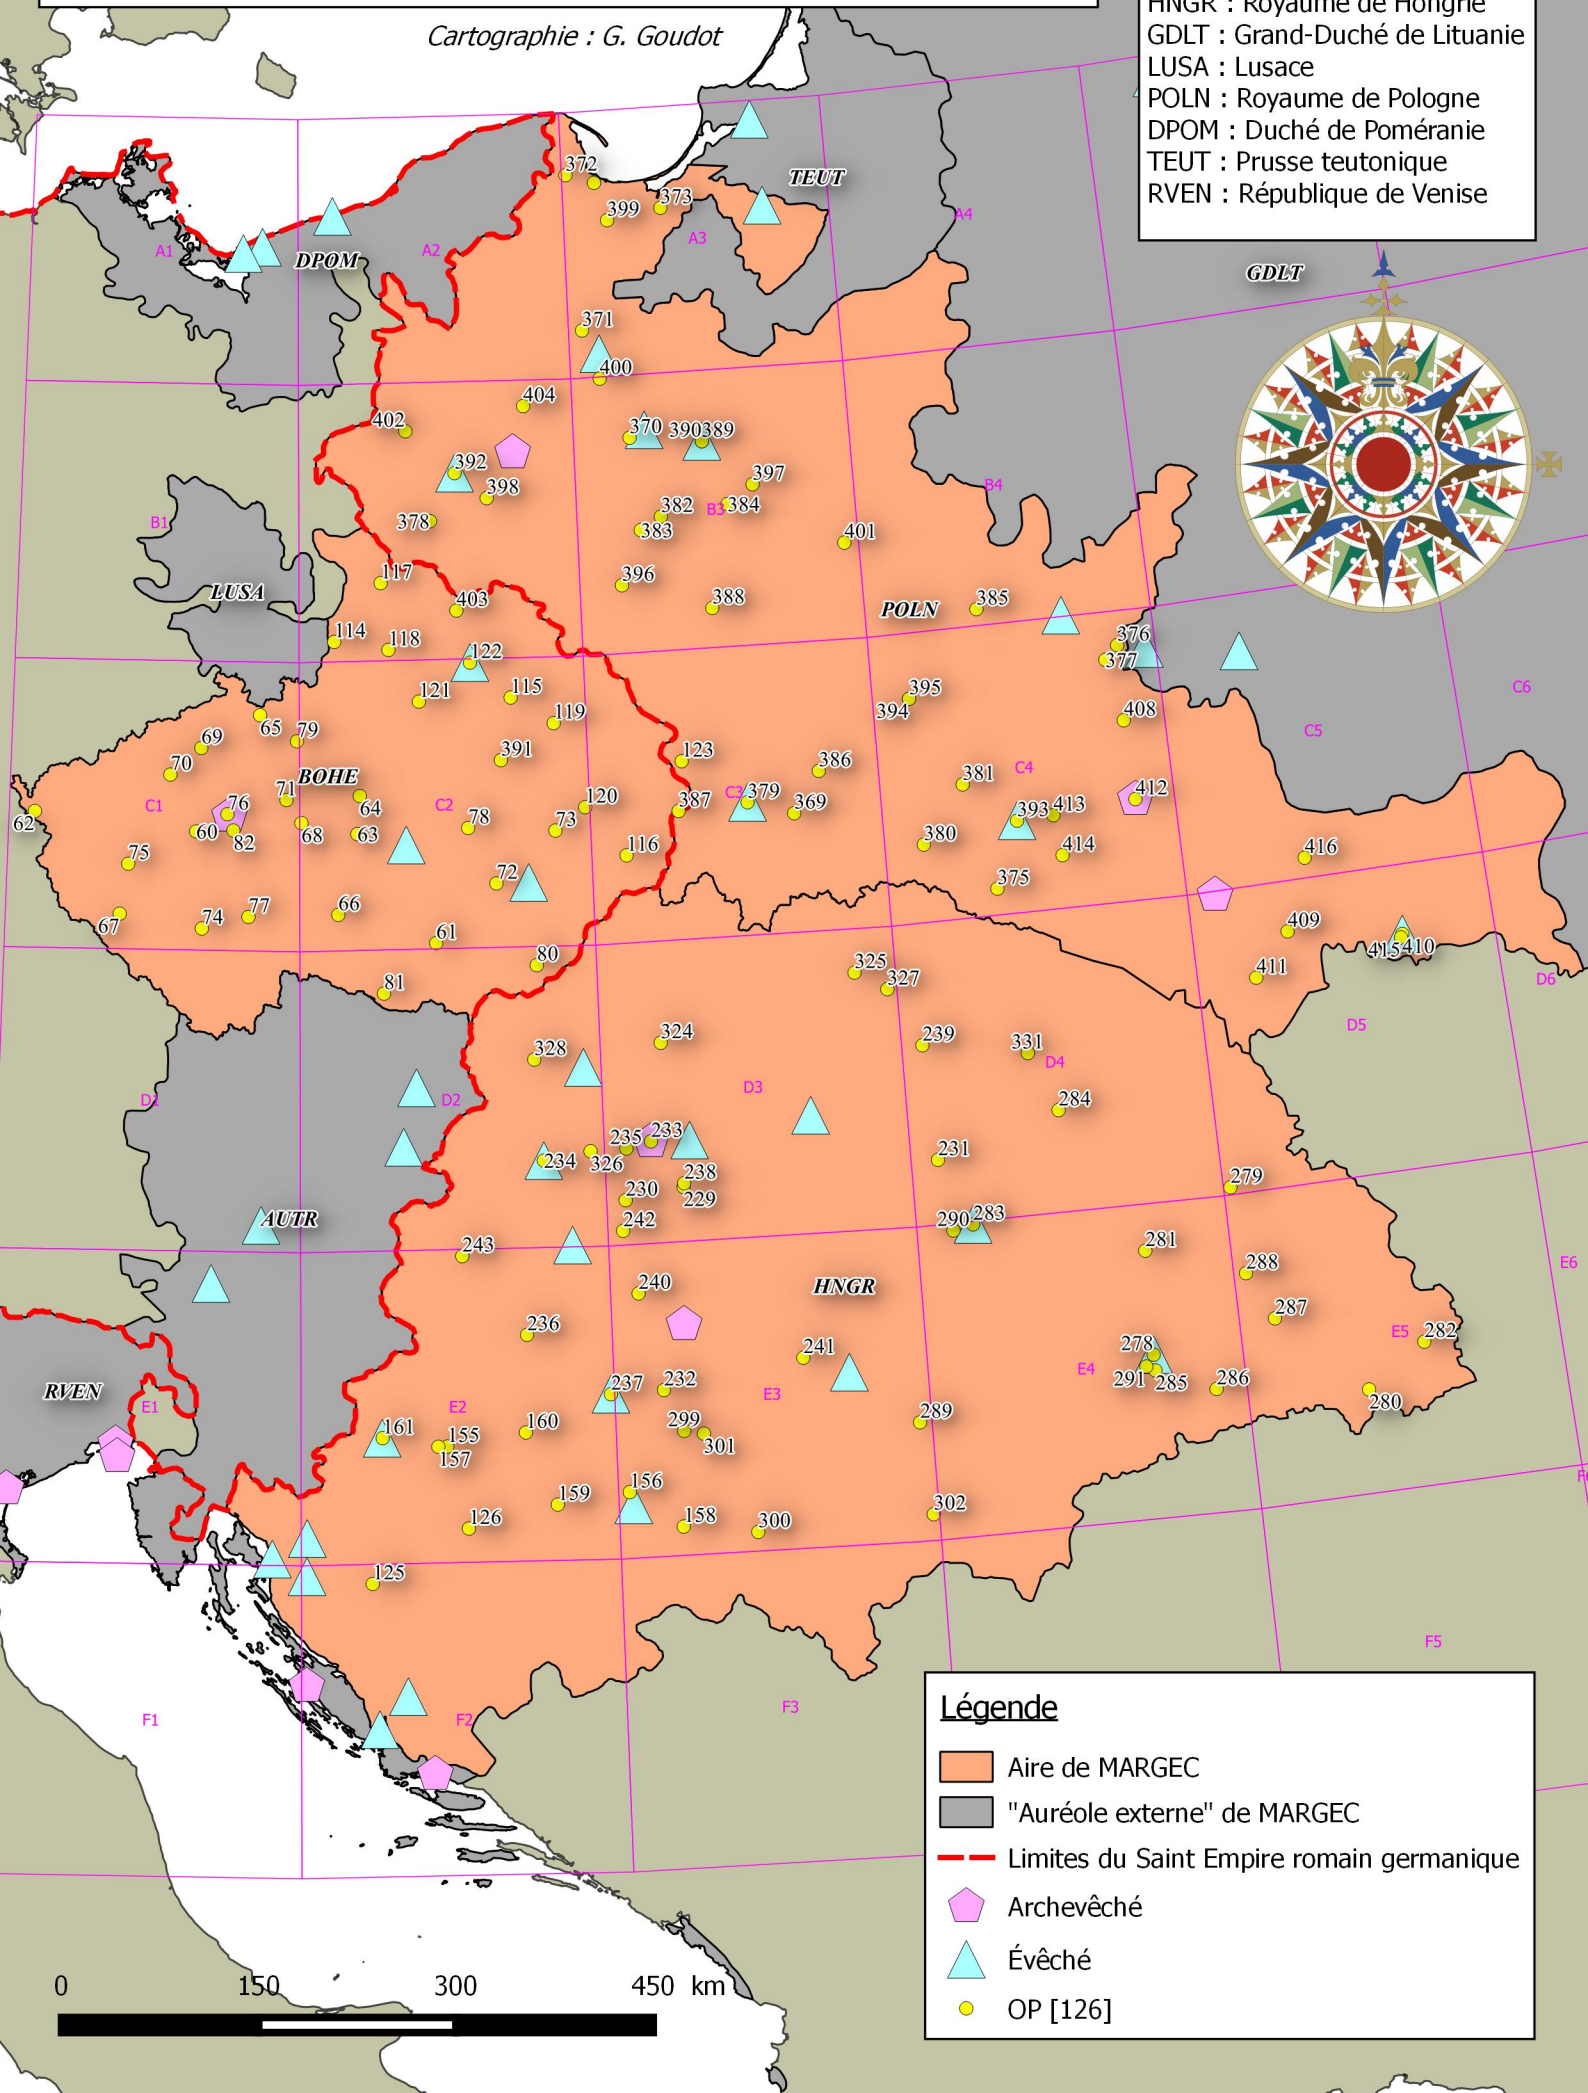 HNGR : Royaume de Hongrie
Cartographie : G. Goudot
GDLT : Grand-Duché de Lituanie
LUSA : Lusace
POLN : Royaume de Pologne
DPOM : Duché de Poméranie
TEUT : Prusse teutonique
RVEN : République de Venise
372
TEUT
373
399
A4
A3
A1
A2
DPOM
GDLT
371
400
404
402
370
390
389
392
397
398
B4
382
384
B3
378
383
B1
401
117
396
LUSA
403
388
POLN
385
114
118
376
122
377
C6
121
115
395
394
119
408
65
79
C5
69
391
123
386
C4
70
BOHE
381
71
C3
379
C1
76
64
C2
120
387
369
393
413
412
62
60
82
68
63
78
73
380
75
116
414
416
72
375
67
74
77
66
409
61
415
410
80
325
411
D6
81
327
D5
324
239
331
328
D4
D3
D1
D2
284
235
233
234
326
231
238
230
229
279
AUTR
242
290
283
243
281
E6
288
240
HNGR
287
236
E5
282
241
278
RVEN
E4
291
285
286
E1
237
232
E3
280
E2
289
161
155
160
299
157
301
156
159
302
126
158
300
125
F5
F1
F2
F3
Légende
Aire de MARGEC
"Auréole externe" de MARGEC
Limites du Saint Empire romain germanique
Archevêché
Évêché
OP [126]
0 150 300 450 km